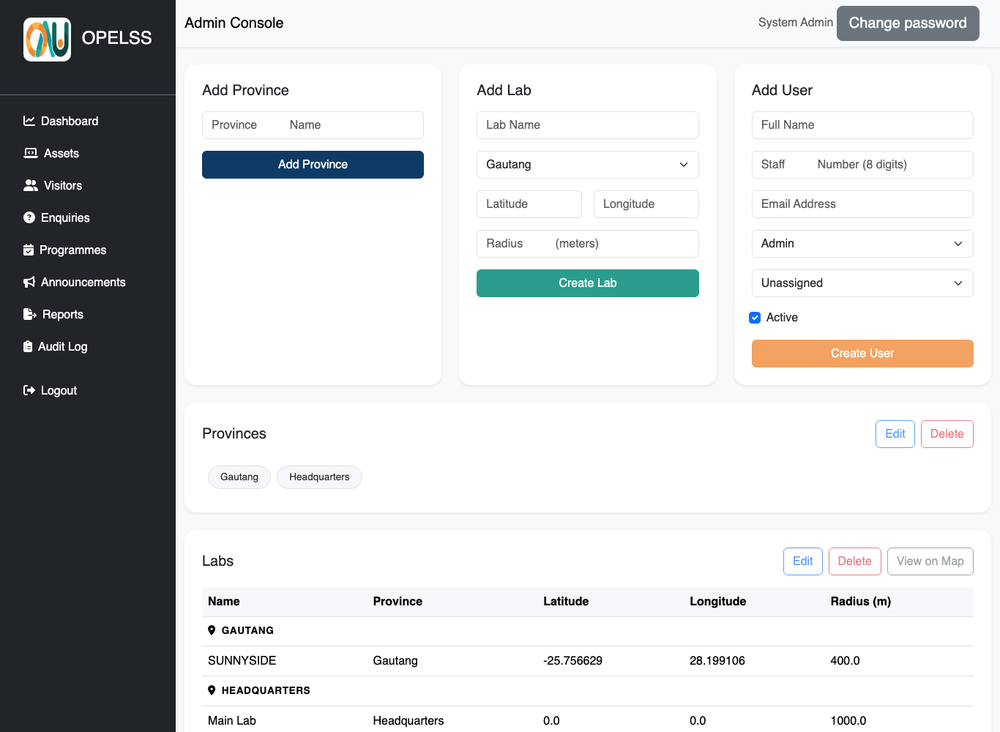 OPELSS
Admin Console
System Admin
Change password
Dashboard
Assets
Visitors
Enquiries
Programmes
Announcements
Reports
Audit Log
Logout
Add Province
Province Name
Add Province
Add Lab
Lab Name
Gautang
Latitude Longitude
Radius (meters)
Create Lab
Add User
Full Name
Staff Number (8 digits)
Email Address
Admin
Unassigned
Active
Create User
Provinces
Edit Delete
Gautang Headquarters
Labs
Edit Delete View on Map
Name Province Latitude Longitude Radius (m)
GAUTANG
SUNNYSIDE Gautang -25.756629 28.199106 400.0
HEADQUARTERS
Main Lab Headquarters 0.0 0.0 1000.0